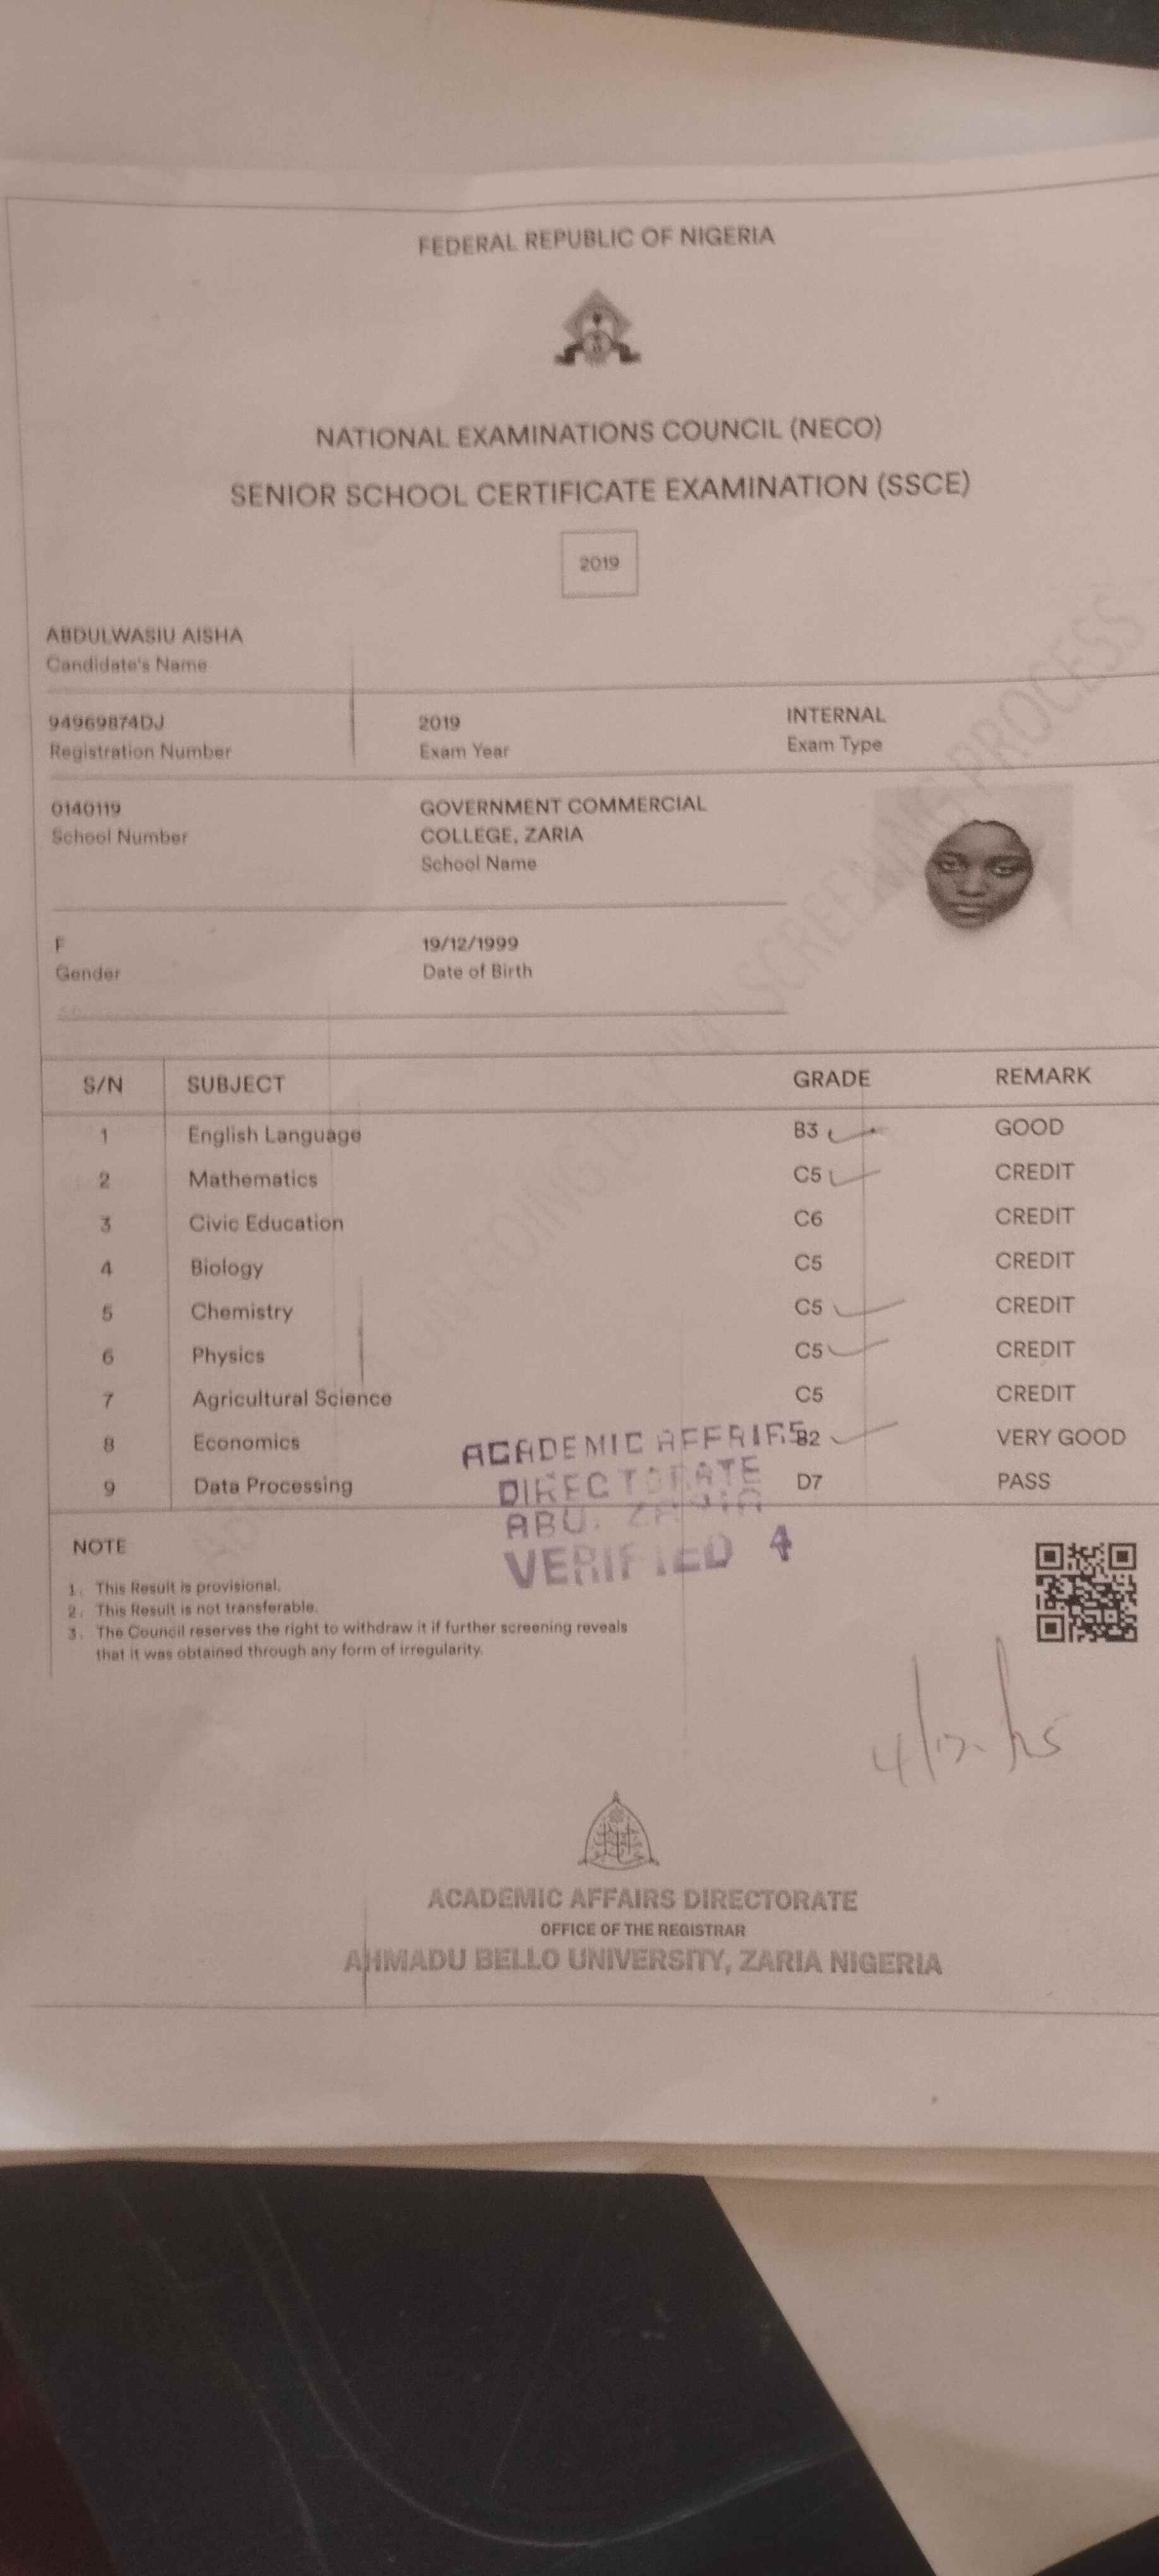 FEDERAL REPUBLIC OF NIGERIA
NATIONAL EXAMINATIONS COUNCIL (NECO)
SENIOR SCHOOL CERTIFICATE EXAMINATION (SSCE)
2019
ABDULWASIU AISHA
Candidate's Name
94969874DJ 2019 INTERNAL
Registration Number Exam Year Exam Type
0140119 GOVERNMENT COMMERCIAL
School Number COLLEGE, ZARIA
School Name
F 19/12/1999
Gender Date of Birth
S/N SUBJECT GRADE REMARK
1 English Language B3 GOOD
2 Mathematics C5 CREDIT
3 Civic Education C6 CREDIT
4 Biology C5 CREDIT
5 Chemistry C5 CREDIT
6 Physics C5 CREDIT
7 Agricultural Science C5 CREDIT
8 Economics B2 VERY GOOD
9 Data Processing D7 PASS
ACADEMIC AFFAIRS
DIRECTORATE
ABU. ZARIA
VERIFIED 4
NOTE
1. This Result is provisional.
2. This Result is not transferable.
3. The Council reserves the right to withdraw it if further screening reveals
that it was obtained through any form of irregularity.
4/12/25
ACADEMIC AFFAIRS DIRECTORATE
OFFICE OF THE REGISTRAR
AHMADU BELLO UNIVERSITY, ZARIA NIGERIA
SCREENING PROCESS